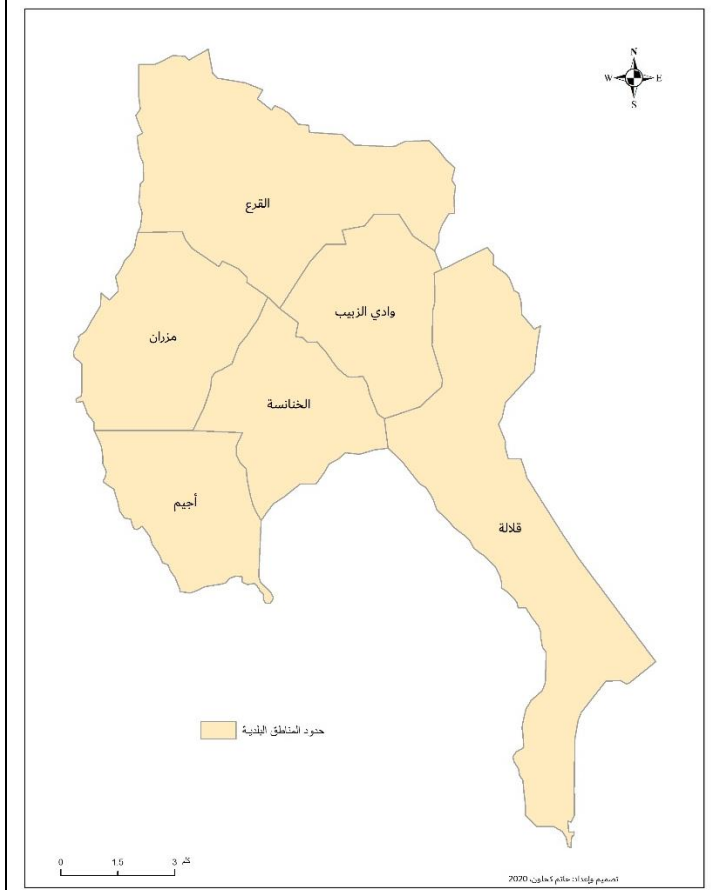 N
W E
S
القرع
وادي الزبيب
مزران
الخنانسة
أجيم
قلالة
حدود المناطق البلدية
0 1.5 3 كم
تصميم وإعداد: حاتم كحلون، 2020